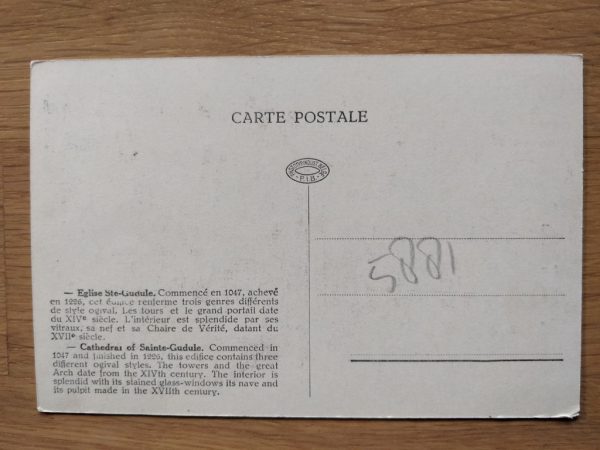 CARTE POSTALE
P.I.B.
5881
— Eglise Ste-Gudule. Commencé en 1047, achevé
en 1226, cet édifice renferme trois genres différents
de style ogival. Les tours et le grand portail date
du XIVe siècle. L'intérieur est splendide par ses
vitraux, sa nef et sa Chaire de Vérité, datant du
XVIIe siècle.
— Cathedras of Sainte-Gudule. Commenced in
1047 and finished in 1226, this edifice contains three
different ogival styles. The towers and the great
Arch date from the XIVth century. The interior is
splendid with its stained glass-windows its nave and
its pulpit made in the XVIIth century.